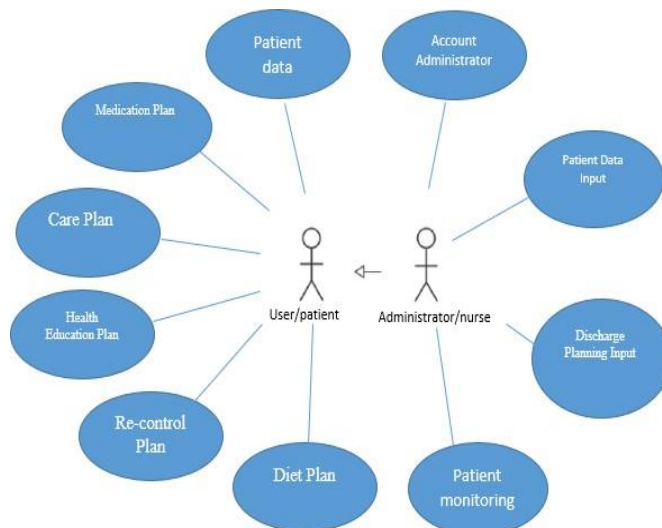 Patient
data
Account
Administrator
Medication Plan
Patient Data
Input
Care Plan
User/patient
Administrator/nurse
Health
Education Plan
Discharge
Planning Input
Re-control
Plan
Diet Plan
Patient
monitoring